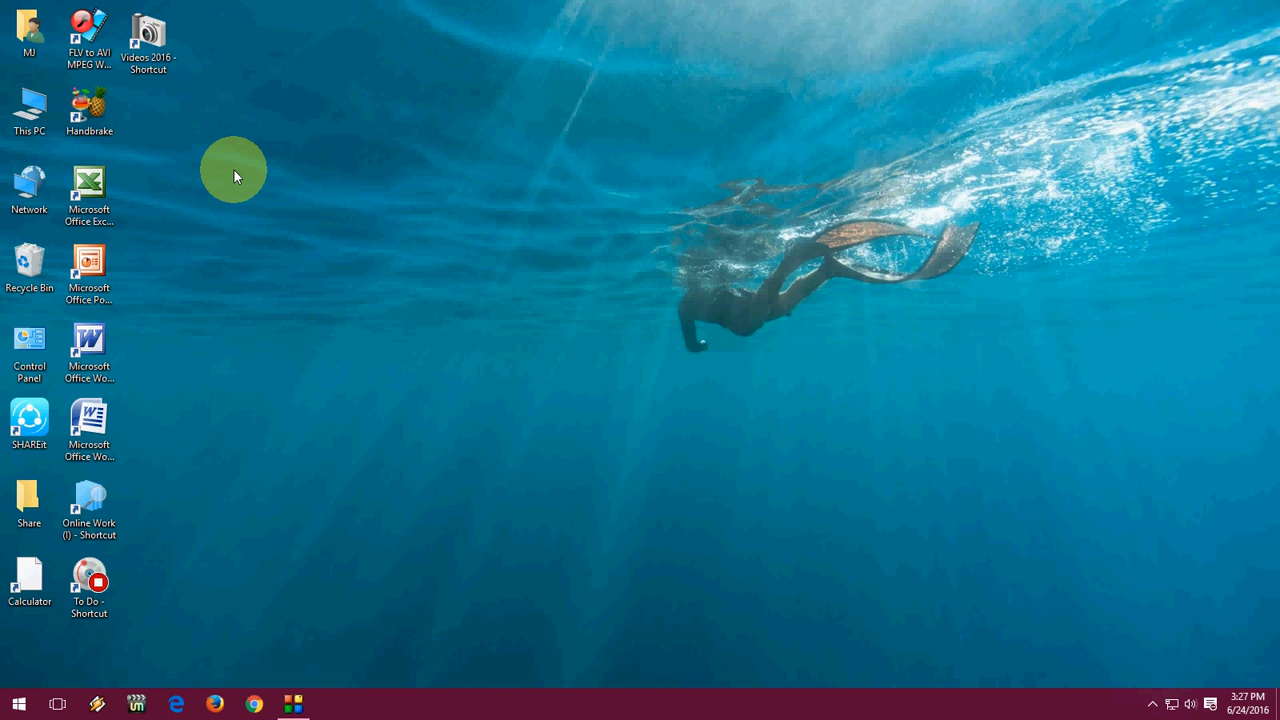 MJ
FLV to AVI
MPEG W...
Videos 2016 -
Shortcut
This PC
Handbrake
Network
Microsoft
Office Exc...
Recycle Bin
Microsoft
Office Po...
Control
Panel
Microsoft
Office Wo...
SHAREit
Microsoft
Office Wo...
Share
Online Work
(I) - Shortcut
Calculator
To Do -
Shortcut
3:27 PM
6/24/2016